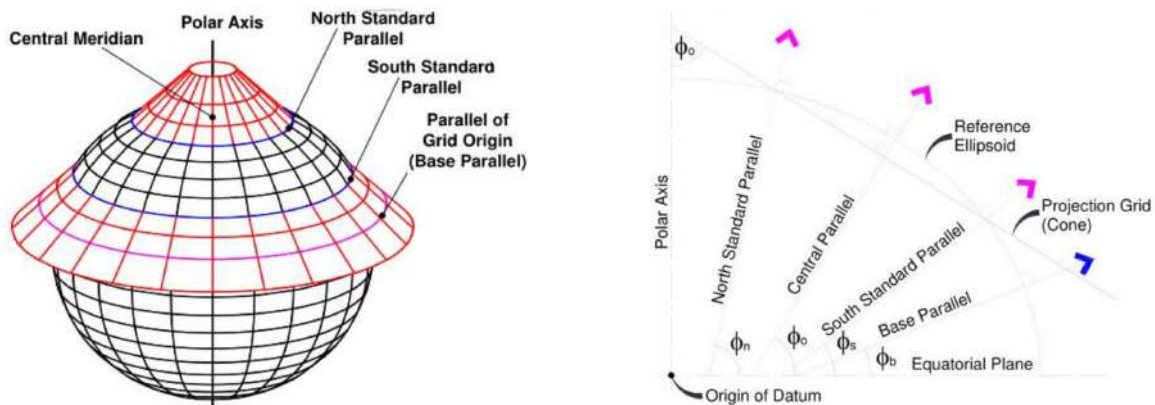 Polar Axis
Central Meridian
North Standard
Parallel
South Standard
Parallel
Parallel of
Grid Origin
(Base Parallel)
ϕo
Reference
Ellipsoid
Projection Grid
(Cone)
Polar Axis
North Standard Parallel
Central Parallel
South Standard Parallel
Base Parallel
ϕn
ϕo
ϕs
ϕb
Equatorial Plane
Origin of Datum